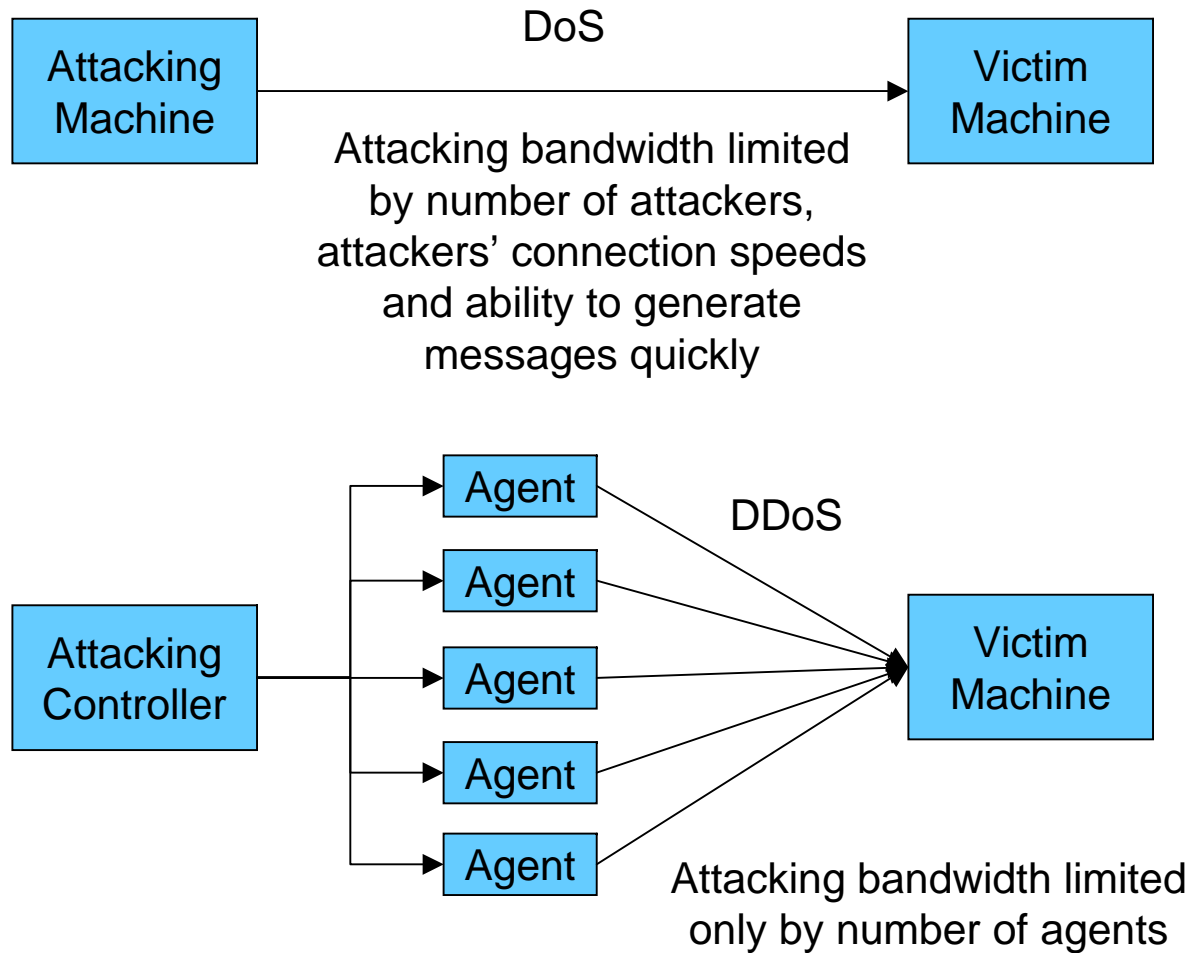 DoS
Attacking
Machine
Victim
Machine
Attacking bandwidth limited
by number of attackers,
attackers’ connection speeds
and ability to generate
messages quickly
Agent
DDoS
Agent
Attacking
Controller
Agent
Victim
Machine
Agent
Agent
Attacking bandwidth limited
only by number of agents